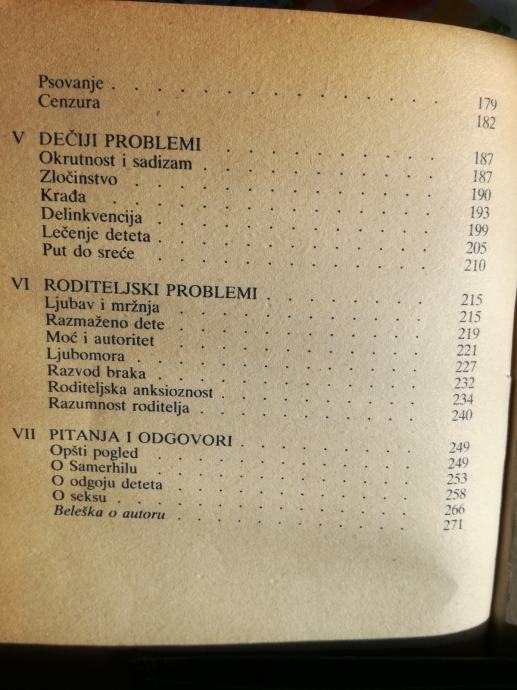 Psovanje . . . . . . . . . . . . 179
Cenzura . . . . . . . . . . . . 182
V DEČIJI PROBLEMI . . . . . . . . 187
Okrutnost i sadizam . . . . . . . . 187
Zločinstvo . . . . . . . . . . . 190
Krađa . . . . . . . . . . . . 193
Delinkvencija . . . . . . . . . . 199
Lečenje deteta . . . . . . . . . . 205
Put do sreće . . . . . . . . . . 210
VI RODITELJSKI PROBLEMI . . . . . . 215
Ljubav i mržnja . . . . . . . . . 215
Razmaženo dete . . . . . . . . . 219
Moć i autoritet . . . . . . . . . 221
Ljubomora . . . . . . . . . . . 227
Razvod braka . . . . . . . . . . 232
Roditeljska anksioznost . . . . . . . 234
Razumnost roditelja . . . . . . . . 240
VII PITANJA I ODGOVORI . . . . . . . 249
Opšti pogled . . . . . . . . . . 249
O Samerhilu . . . . . . . . . . 253
O odgoju deteta . . . . . . . . . 258
O seksu . . . . . . . . . . . 266
Beleška o autoru . . . . . . . . . 271